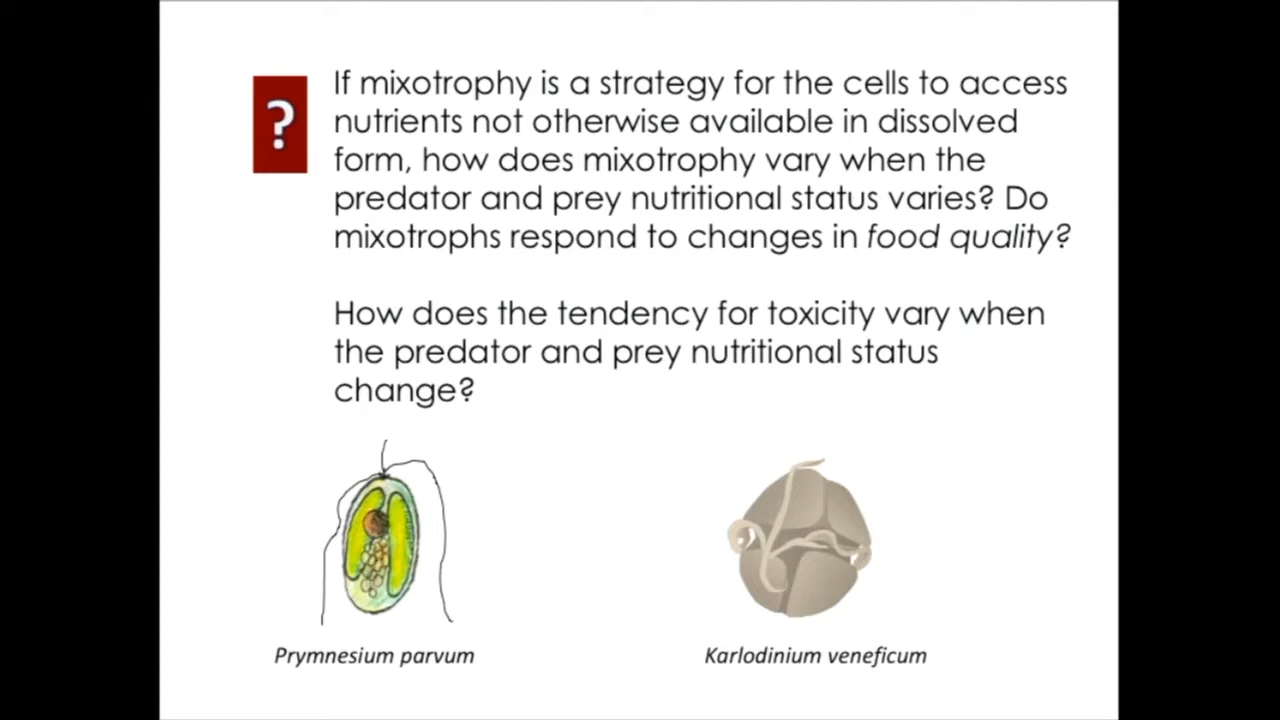 ?
If mixotrophy is a strategy for the cells to access
nutrients not otherwise available in dissolved
form, how does mixotrophy vary when the
predator and prey nutritional status varies? Do
mixotrophs respond to changes in food quality?
How does the tendency for toxicity vary when
the predator and prey nutritional status
change?
Prymnesium parvum
Karlodinium veneficum